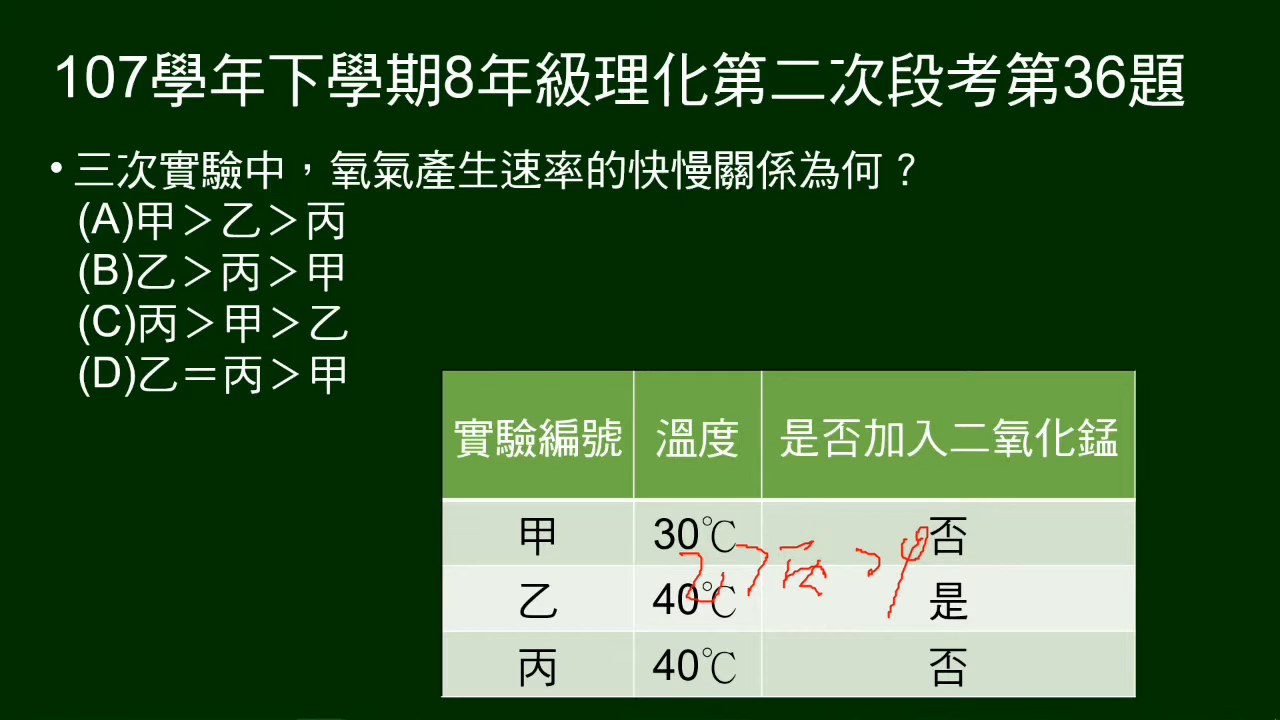 107學年下學期8年級理化第二次段考第36題
•三次實驗中，氧氣產生速率的快慢關係為何？
(A)甲＞乙＞丙
(B)乙＞丙＞甲
(C)丙＞甲＞乙
(D)乙＝丙＞甲
實驗編號 溫度 是否加入二氧化錳
甲 30℃ 否
乙＞丙＞甲
乙 40℃ 是
丙 40℃ 否